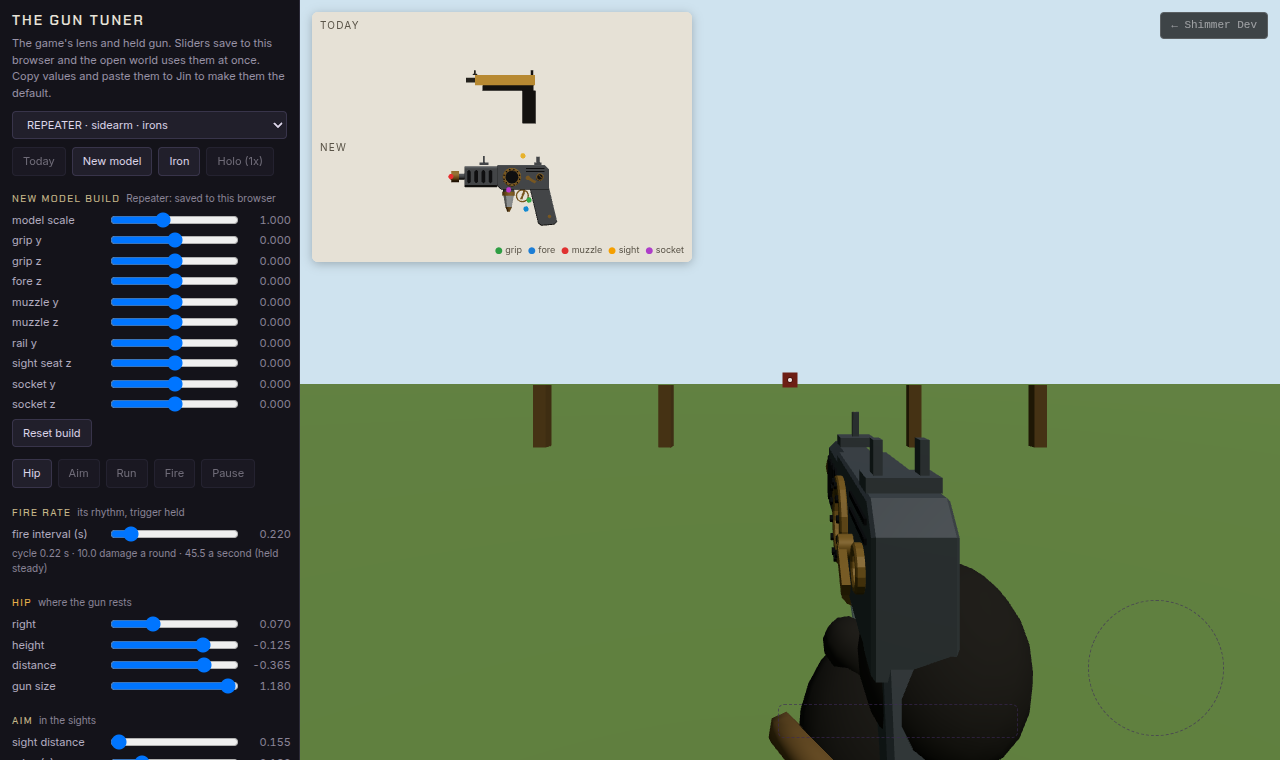 THE GUN TUNER
The game's lens and held gun. Sliders save to this
browser and the open world uses them at once.
Copy values and paste them to Jin to make them the
default.
REPEATER · sidearm · irons
Today New model Iron Holo (1x)
NEW MODEL BUILD Repeater: saved to this browser
model scale 1.000
grip y 0.000
grip z 0.000
fore z 0.000
muzzle y 0.000
muzzle z 0.000
rail y 0.000
sight seat z 0.000
socket y 0.000
socket z 0.000
Reset build
Hip Aim Run Fire Pause
FIRE RATE its rhythm, trigger held
fire interval (s) 0.220
cycle 0.22 s · 10.0 damage a round · 45.5 a second (held
steady)
HIP where the gun rests
right 0.070
height -0.125
distance -0.365
gun size 1.180
AIM in the sights
sight distance 0.155
TODAY
NEW
grip fore muzzle sight socket
← Shimmer Dev